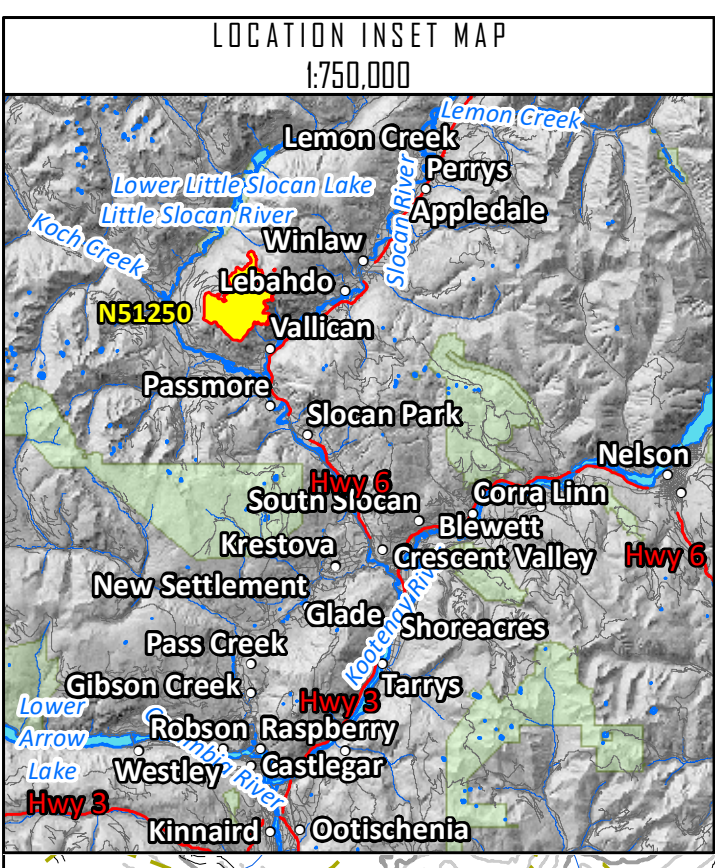 LOCATION INSET MAP
1:750,000
Lemon Creek
Lemon Creek
Perrys
Lower Little Slocan Lake
Little Slocan River
Slocan River
Appledale
Koch Creek
Winlaw
Lebahdo
N51250
Vallican
Passmore
Slocan Park
Nelson
Hwy 6
South Slocan
Corra Linn
Blewett
Krestova
Crescent Valley
Hwy 6
New Settlement
Glade
Shoreacres
Kootenay Riv
Pass Creek
Gibson Creek
Tarrys
Lower
Arrow
Lake
Hwy 3
Robson
Raspberry
Westley
Castlegar
River
Hwy 3
Kinnaird
Ootischenia